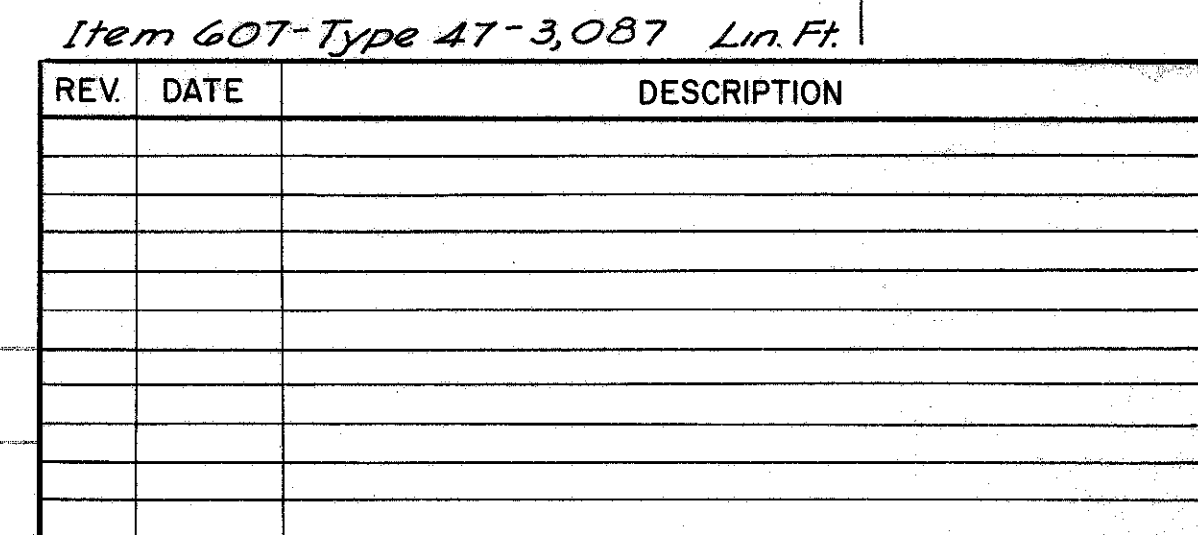 Item 607-Type 47-3,087 Lin. Ft.
REV. DATE DESCRIPTION